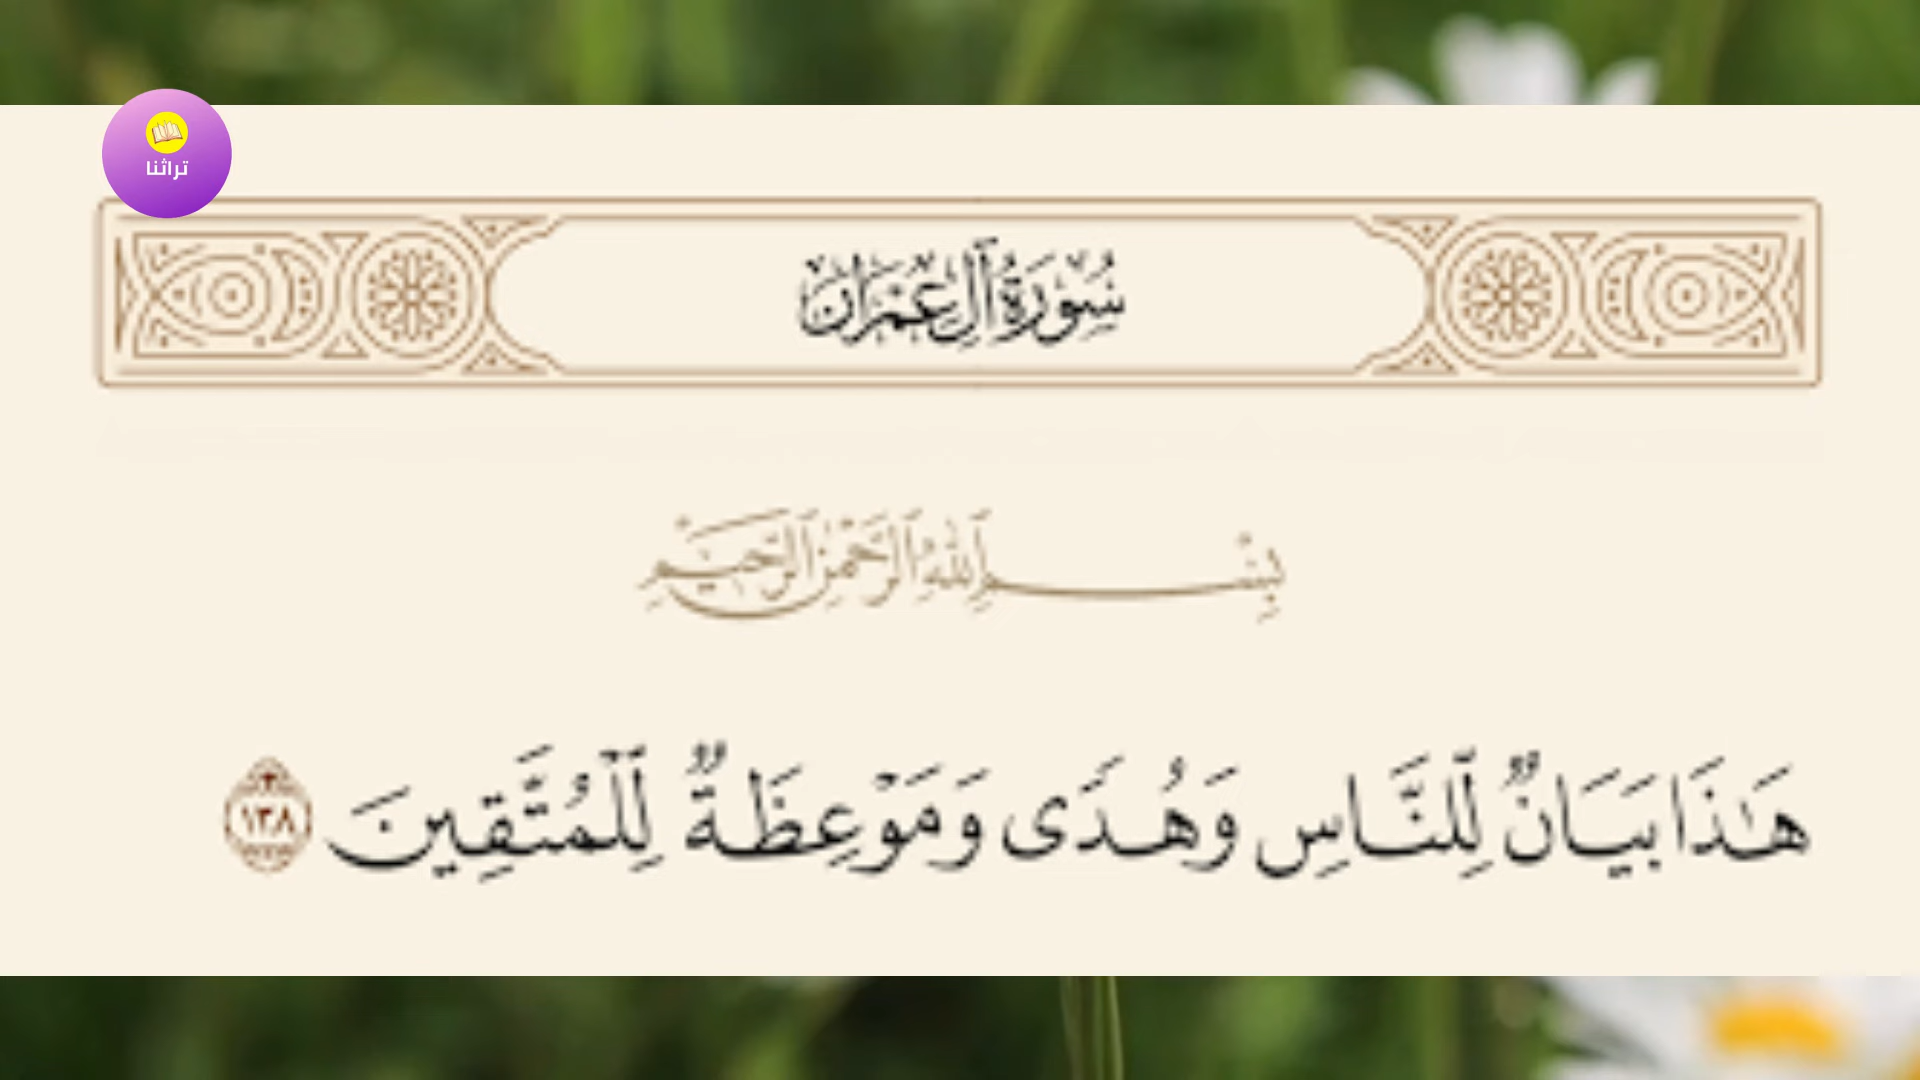 تراثنا
سُورَةُ آلِ عِمۡرَانَ
بِسۡمِ ٱللَّهِ ٱلرَّحۡمَٰنِ ٱلرَّحِيمِ
هَٰذَا بَيَانٞ لِّلنَّاسِ وَهُدٗى وَمَوۡعِظَةٞ لِّلۡمُتَّقِينَ ١٣٨